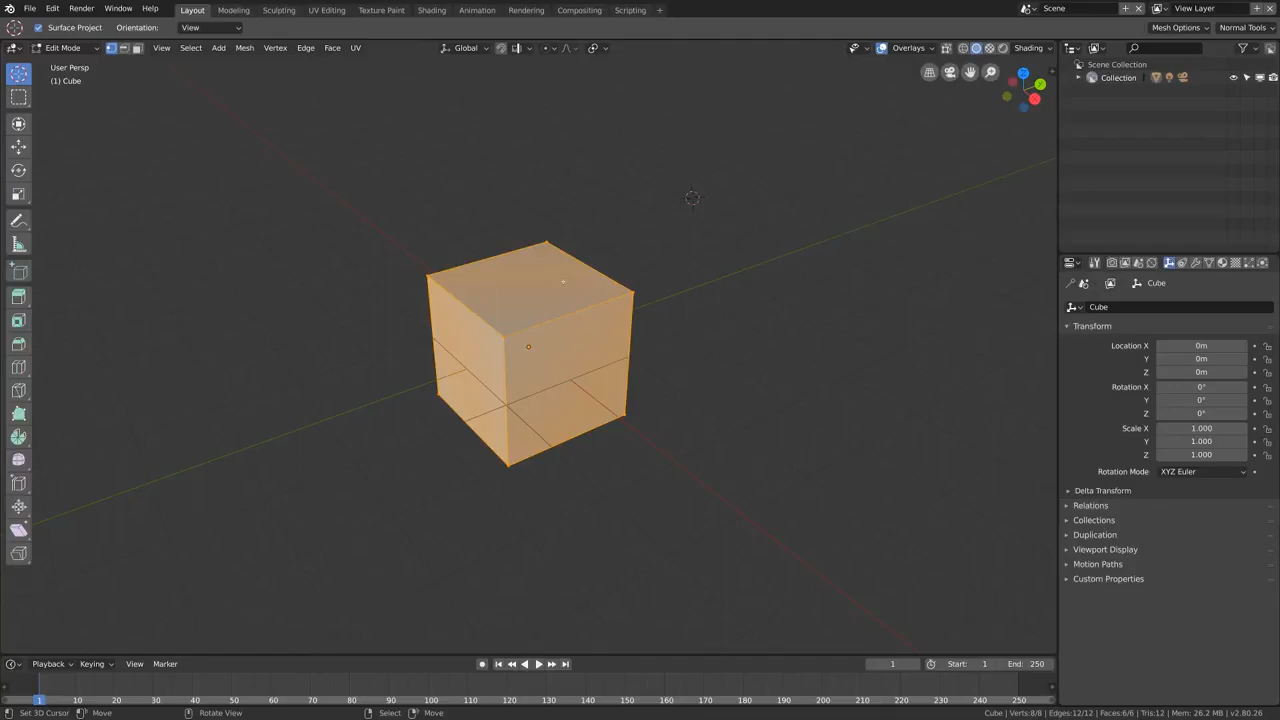 File Edit Render Window Help Layout Modeling Sculpting UV Editing Texture Paint Shading Animation Rendering Compositing Scripting + Scene View Layer
Surface Project Orientation: View Mesh Options Normal Tools
Edit Mode View Select Add Mesh Vertex Edge Face UV Global Overlays Shading
User Persp
(1) Cube
Z
Y
X
Scene Collection
Collection
Cube
Cube
Transform
Location X 0m
Y 0m
Z 0m
Rotation X 0°
Y 0°
Z 0°
Scale X 1.000
Y 1.000
Z 1.000
Rotation Mode XYZ Euler
Delta Transform
Relations
Collections
Duplication
Viewport Display
Motion Paths
Custom Properties
Playback Keying View Marker 1 Start: 1 End: 250
1 10 20 30 40 50 60 70 80 90 100 110 120 130 140 150 160 170 180 190 200 210 220 230 240 250
Set 3D Cursor Move Rotate View Select Move Cube | Verts:8/8 | Edges:12/12 | Faces:6/6 | Tris:12 | Mem: 26.2 MB | v2.80.26